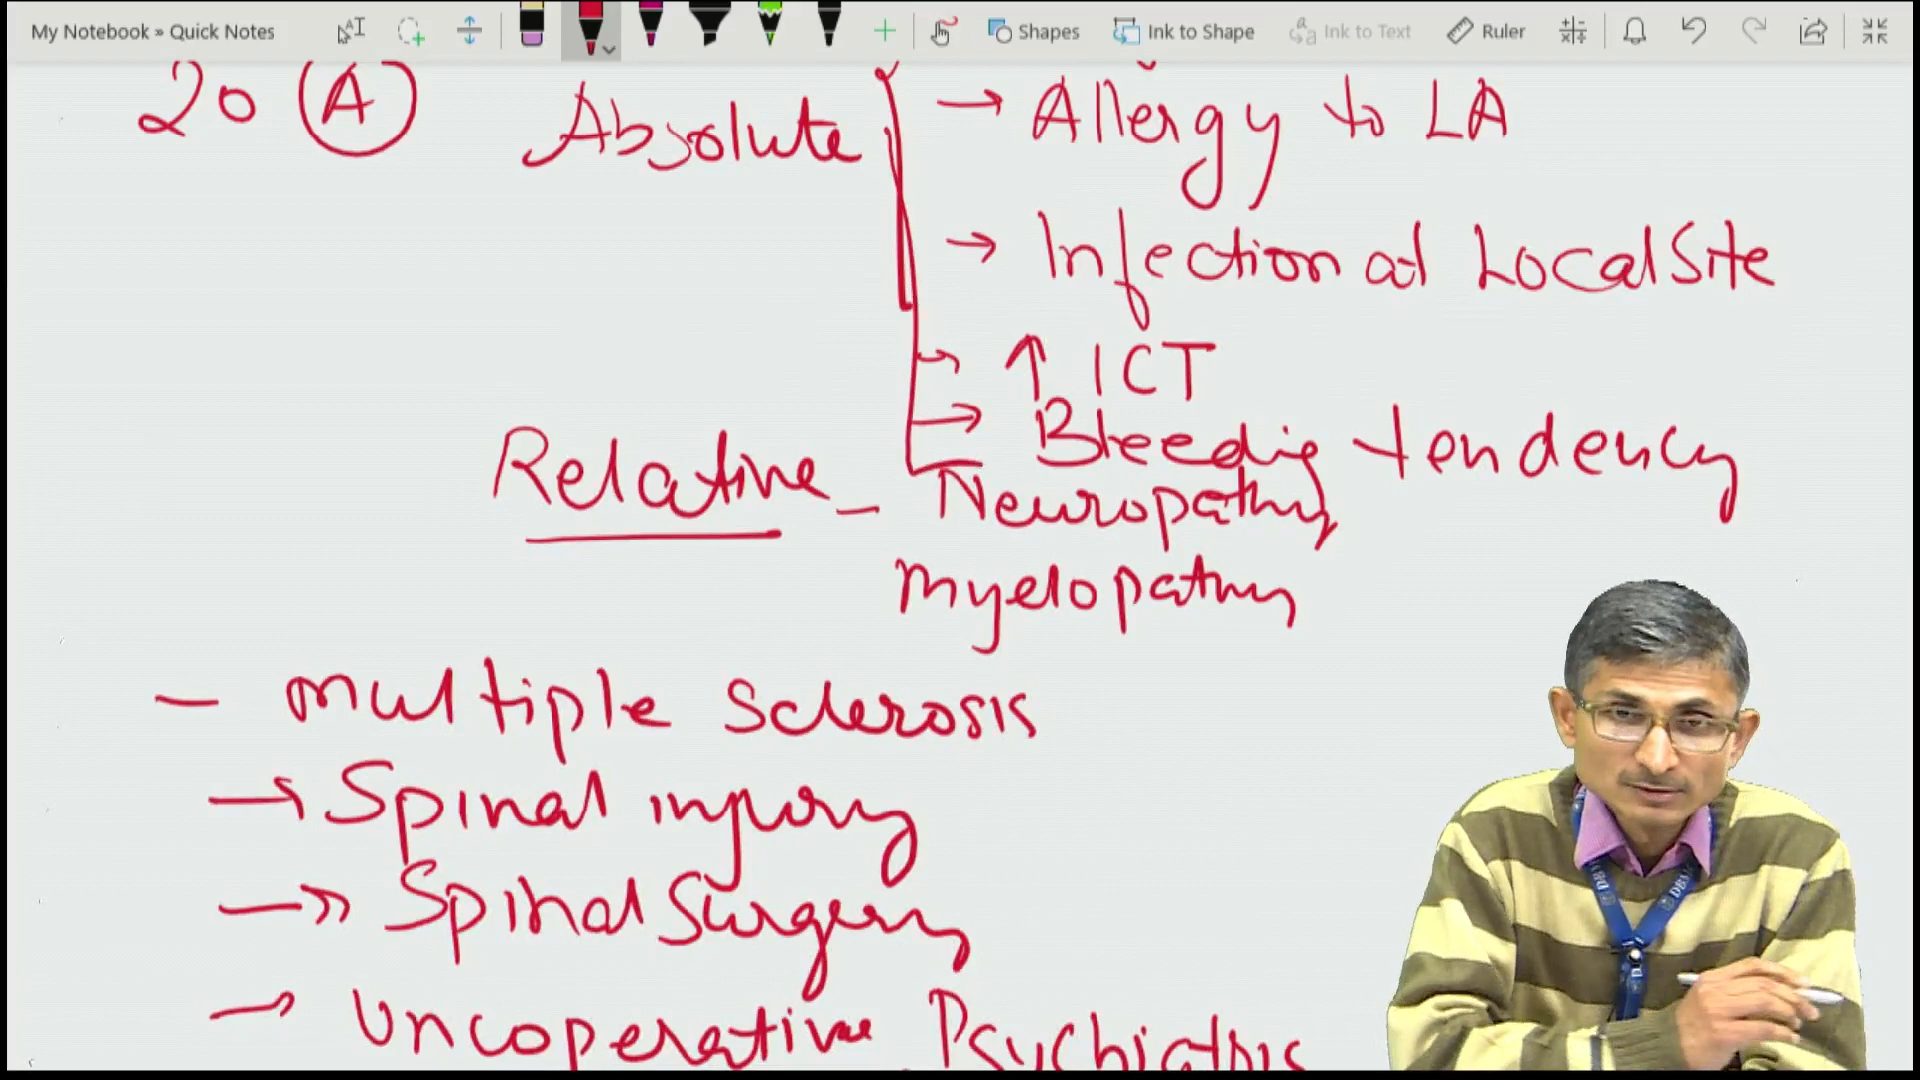 My Notebook » Quick Notes Shapes Ink to Shape Ink to Text Ruler
20 (A) Absolute → Allergy to LA
→ Infection at Local Site
→ ↑ ICT
→ Bleeding tendency
Relative – Neuropathy
Myelopathy
– Multiple Sclerosis
→ Spinal injury
→ Spinal Surgery
→ Uncoperative Psychiatric